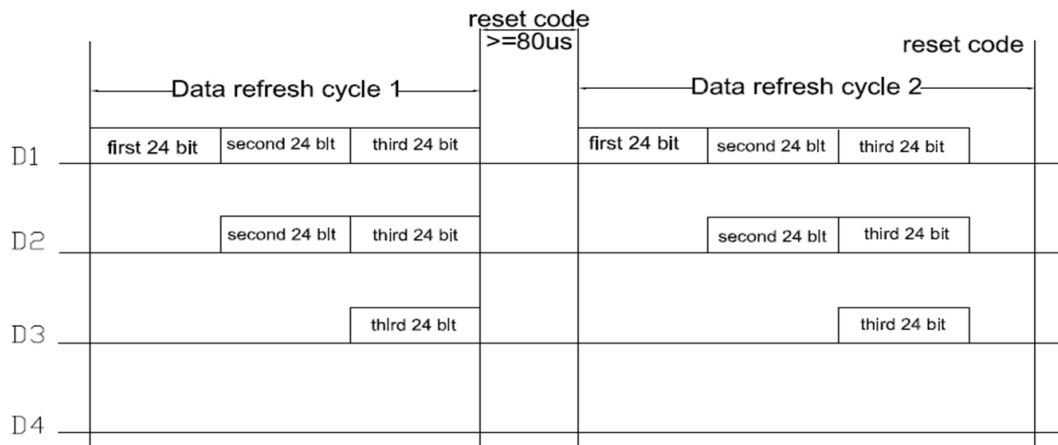 reset code
>=80us
reset code
Data refresh cycle 1
Data refresh cycle 2
D1 first 24 bit second 24 blt third 24 bit first 24 bit second 24 blt third 24 bit
D2 second 24 blt third 24 bit second 24 blt third 24 bit
D3 third 24 blt third 24 bit
D4